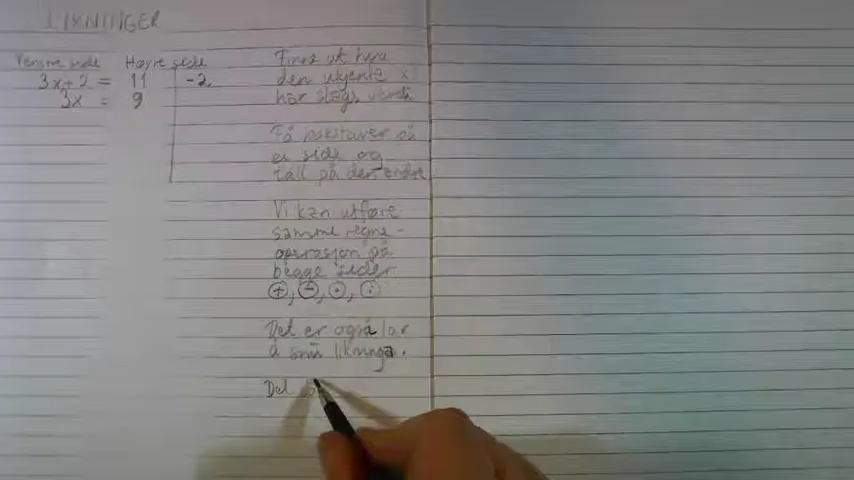 LIKNINGER
Venstre side Høyre side
3x + 2 = 11 | -2
3x = 9
Finne ut hva
den ukjente x
har slags verdi
Få bokstaver på
ei side og
tall på den andre
Vi kan utføre
samme regne-
operasjon på
begge sider
+, -, ·, :
Det er også lov
å snu likninga.
Del